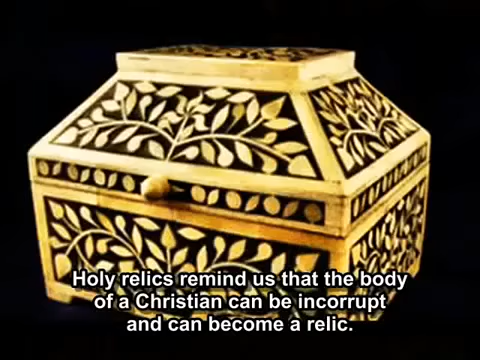 Holy relics remind us that the body
of a Christian can be incorrupt
and can become a relic.